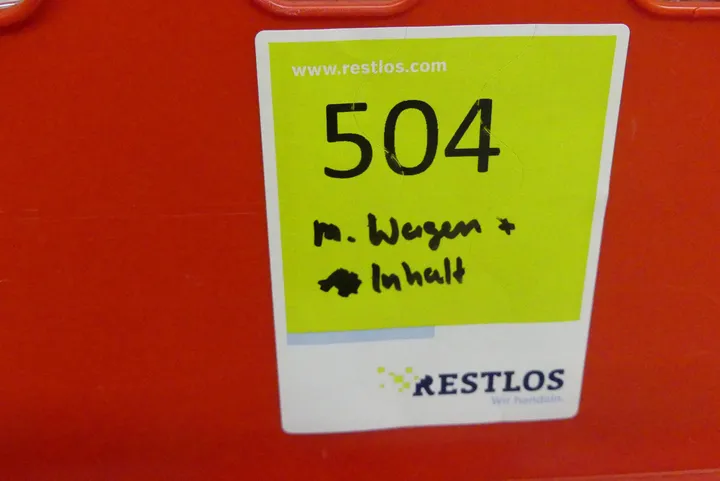 www.restlos.com
504
m. Wagen +
Inhalt
RESTLOS
Wir handeln.